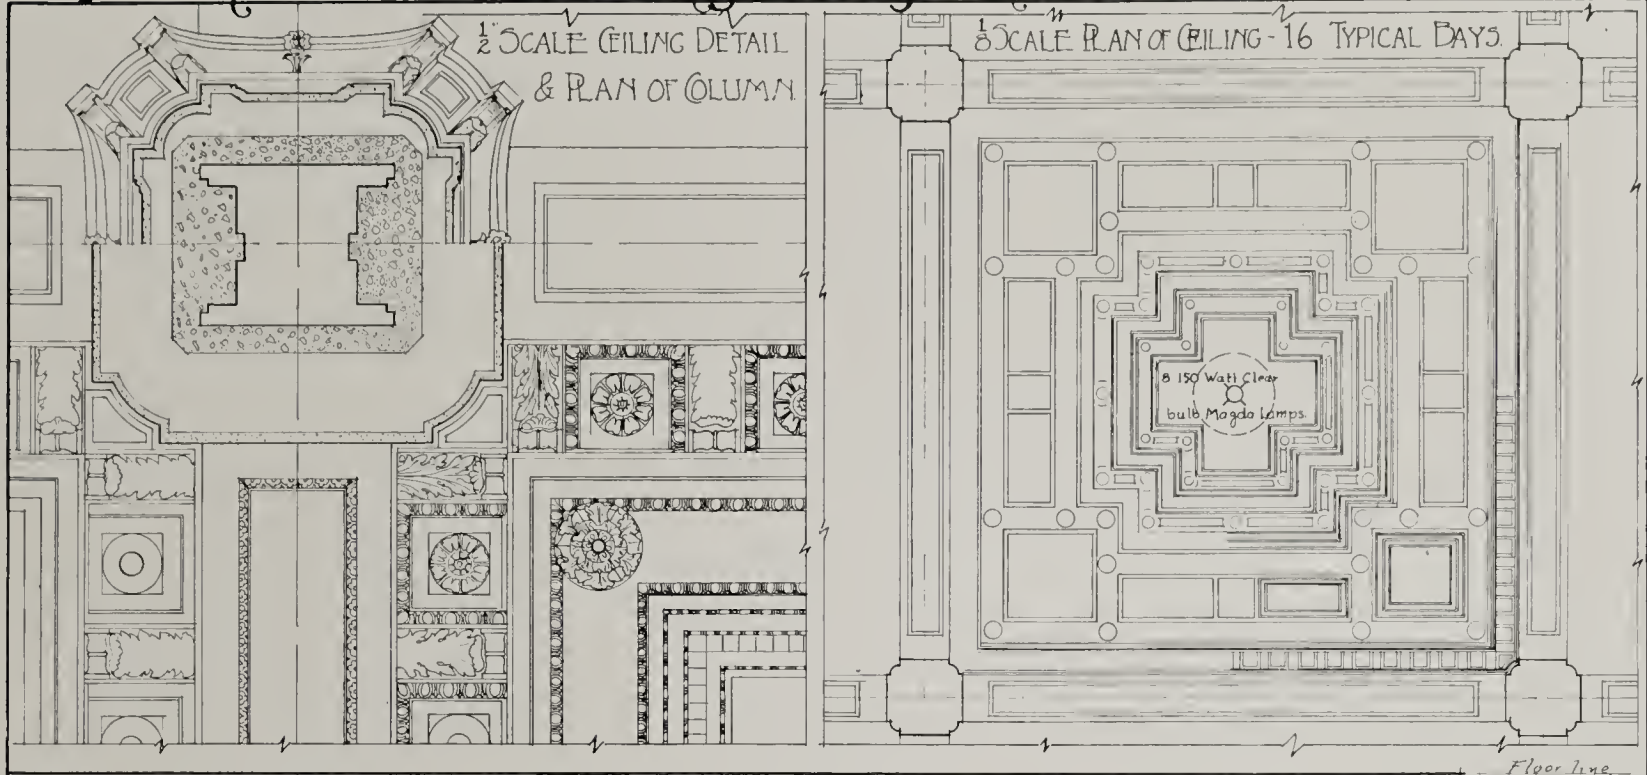 1/2" SCALE CEILING DETAIL
& PLAN OF COLUMN
1/8 SCALE PLAN OF CEILING - 16 TYPICAL BAYS.
8 150 Watt Clear
bulb Magda Lamps.
Floor line